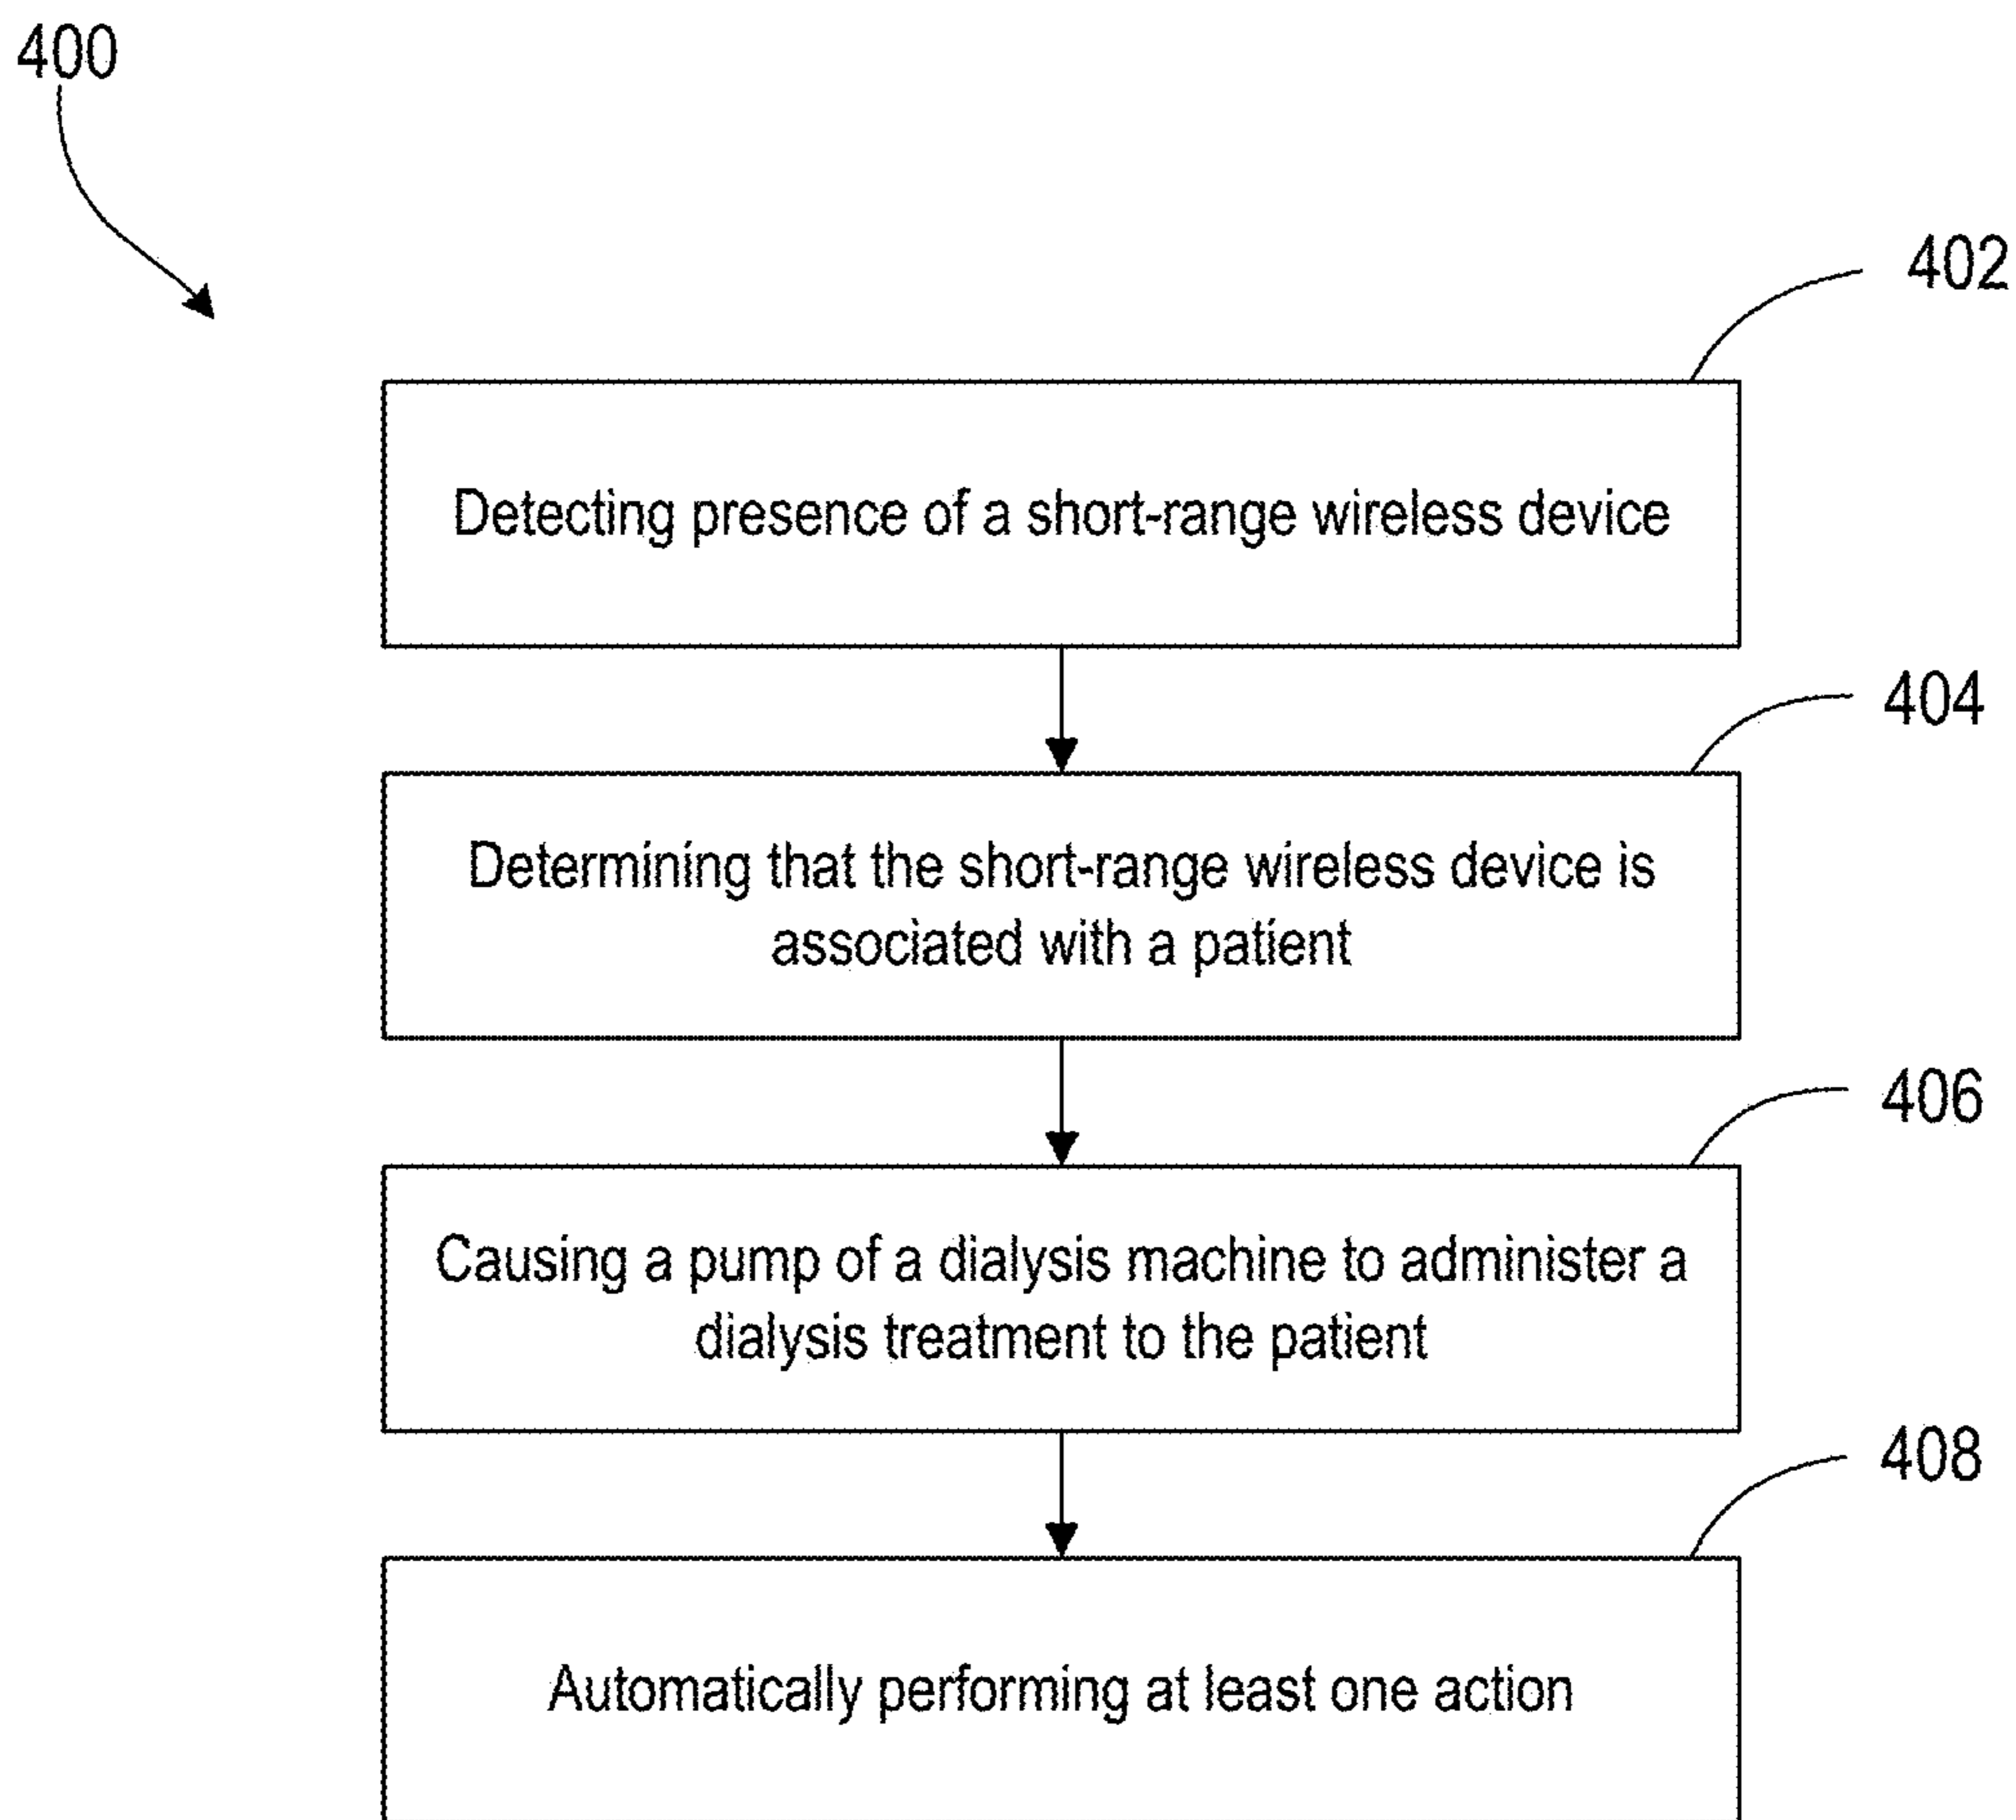 400
402
Detecting presence of a short-range wireless device
404
Determining that the short-range wireless device is
associated with a patient
406
Causing a pump of a dialysis machine to administer a
dialysis treatment to the patient
408
Automatically performing at least one action